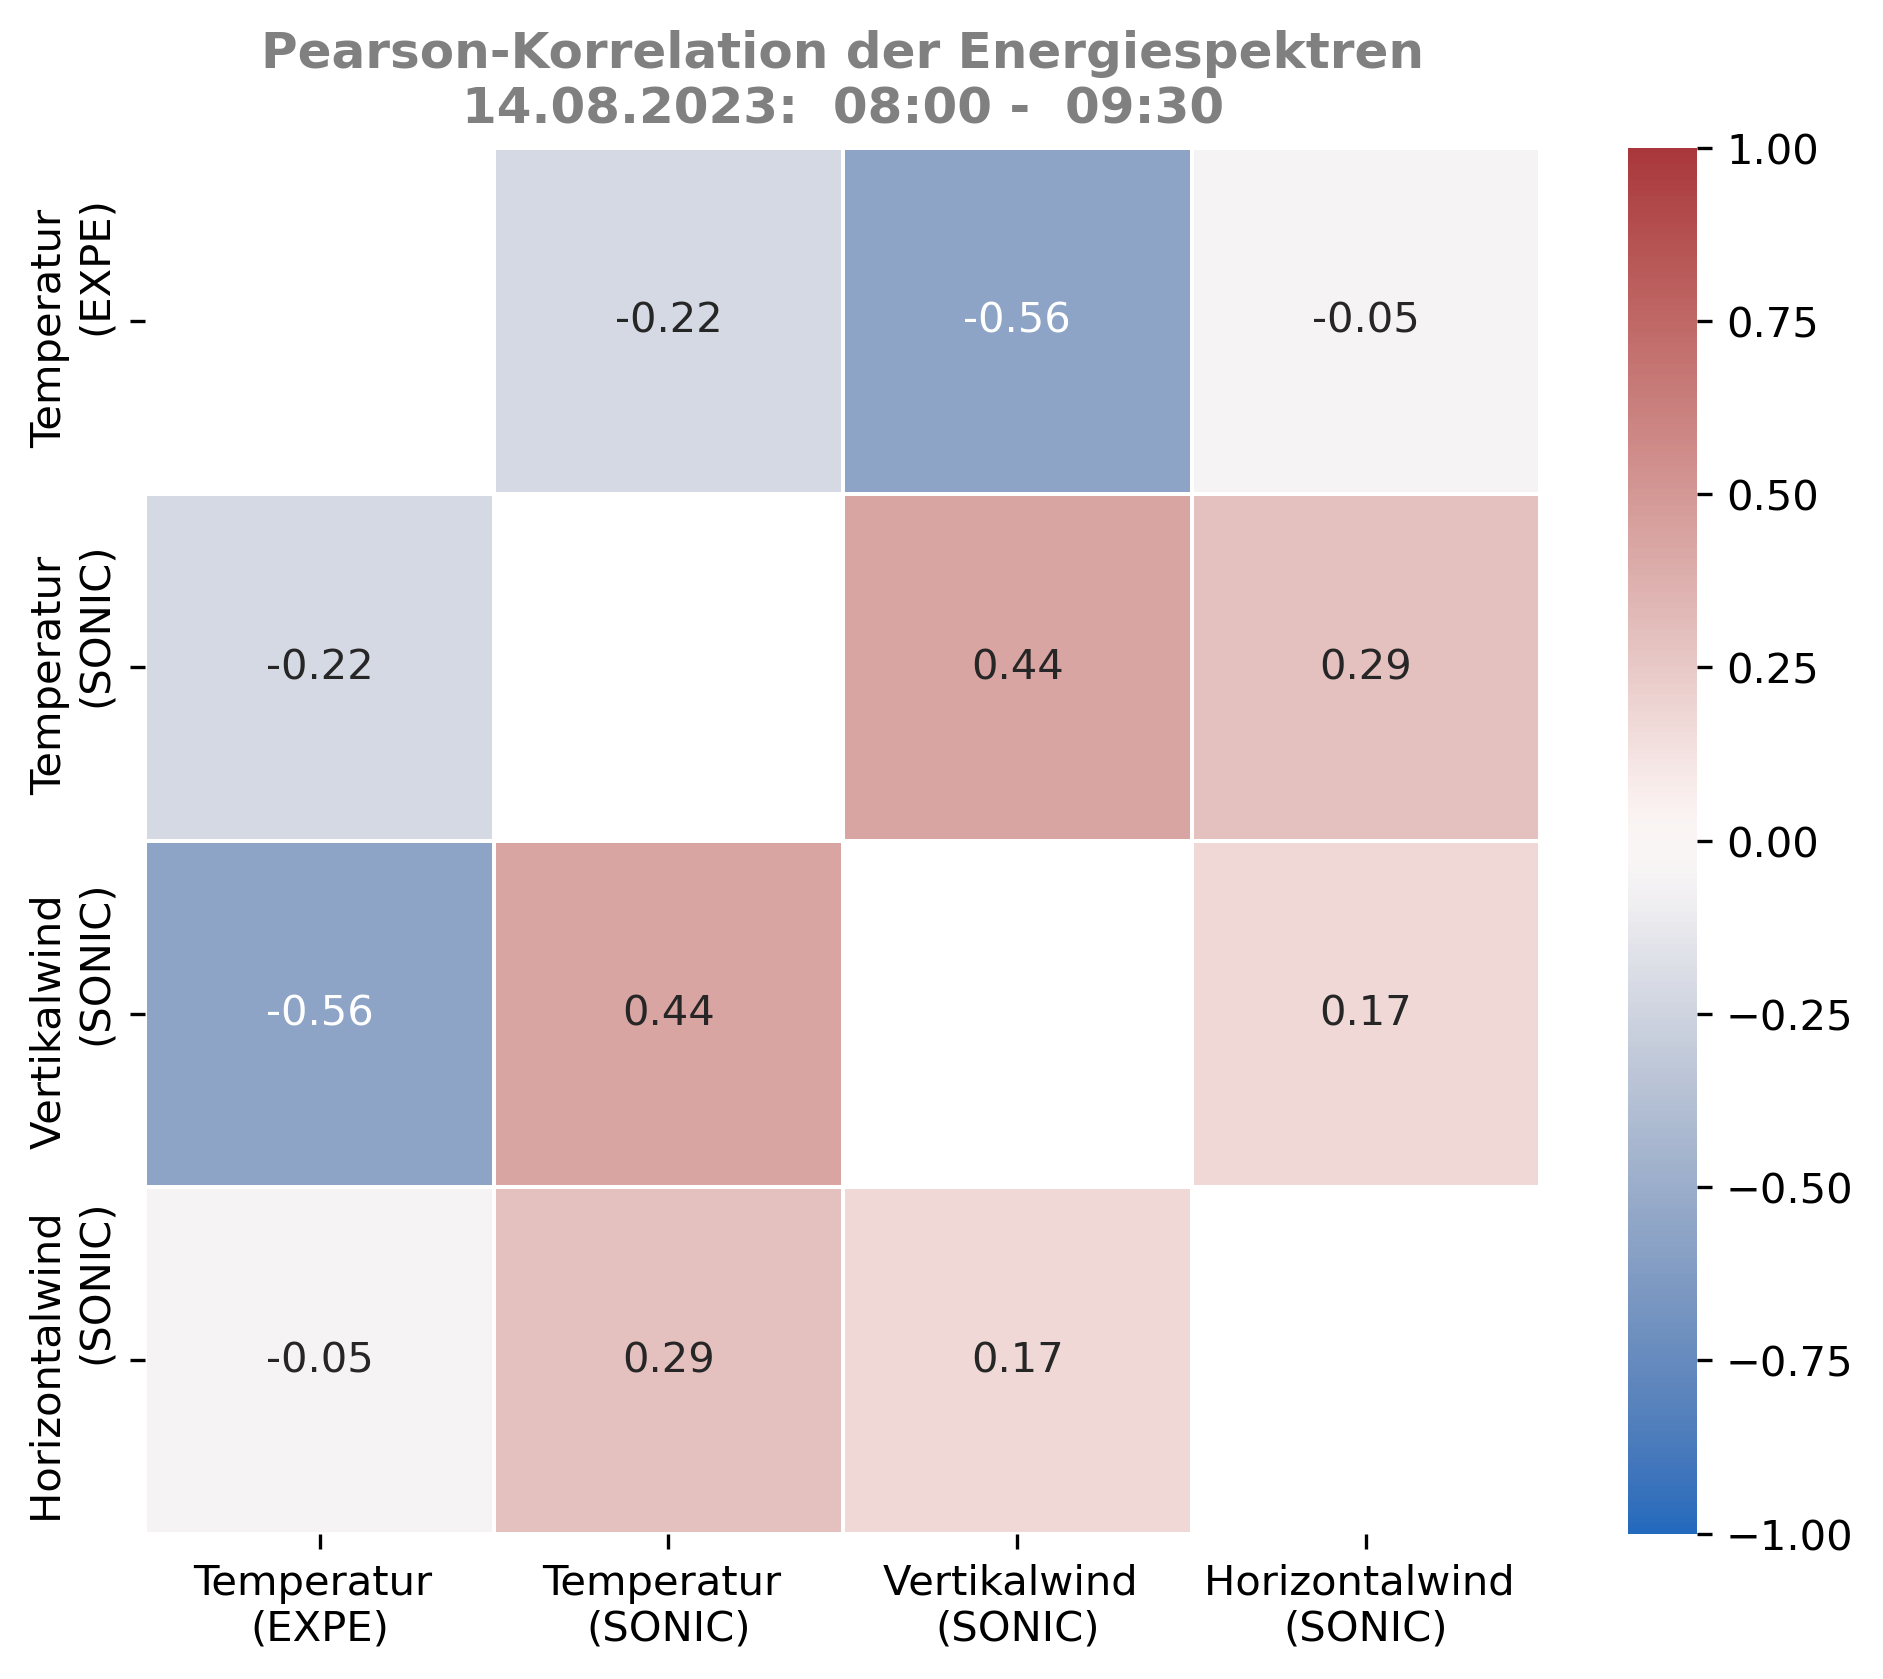 Pearson-Korrelation der Energiespektren
14.08.2023:  08:00 -  09:30
Temperatur
(EXPE)
-0.22
-0.56
-0.05
Temperatur
(SONIC)
-0.22
0.44
0.29
Vertikalwind
(SONIC)
-0.56
0.44
0.17
Horizontalwind
(SONIC)
-0.05
0.29
0.17
Temperatur
(EXPE)
Temperatur
(SONIC)
Vertikalwind
(SONIC)
Horizontalwind
(SONIC)
1.00
0.75
0.50
0.25
0.00
−0.25
−0.50
−0.75
−1.00